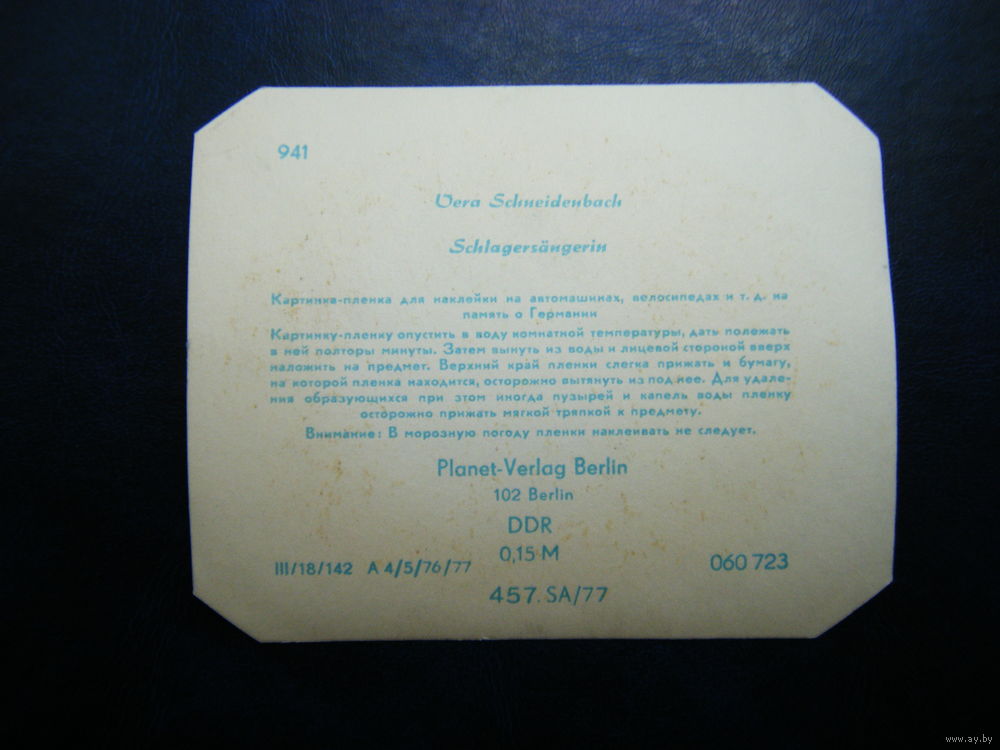 941
Vera Schneidenbach
Schlagersängerin
Картинка-пленка для наклейки на автомашинах, велосипедах и т. д. на
память о Германии
Картинку-пленку опустить в воду комнатной температуры, дать полежать
в ней полторы минуты. Затем вынуть из воды и лицевой стороной вверх
наложить на предмет. Верхний край пленки слегка прижать и бумагу,
на которой пленка находится, осторожно вытянуть из под нее. Для удале-
ния образующихся при этом иногда пузырей и капель воды пленку
осторожно прижать мягкой тряпкой к предмету.
Внимание: В морозную погоду пленки наклеивать не следует.
Planet-Verlag Berlin
102 Berlin
DDR
0,15 M
III/18/142 A 4/5/76/77
060 723
457. SA/77
www.ay.by